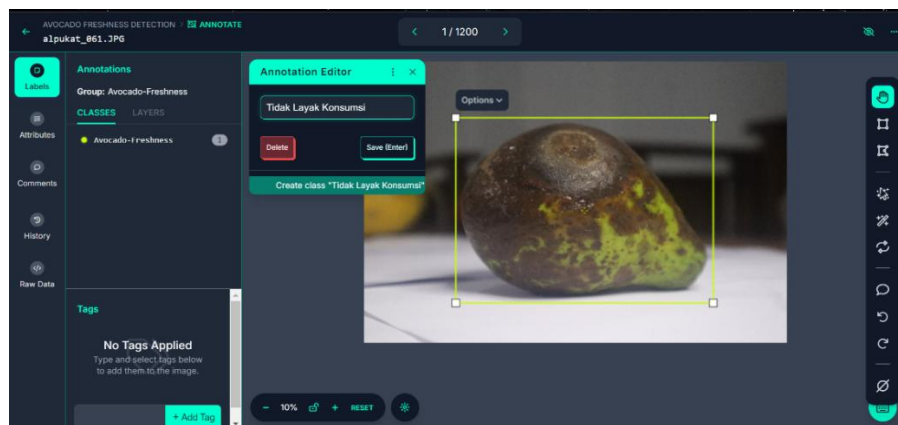 AVOCADO FRESHNESS DETECTION > ANNOTATE
alpukat_061.JPG
1 / 1200
Labels
Attributes
Comments
History
Raw Data
Annotations
Group: Avocado-Freshness
CLASSES LAYERS
Avocado-Freshness 1
Tags
No Tags Applied
Type and select tags below
to add them to the image.
+ Add Tag
Annotation Editor
Tidak Layak Konsumsi
Delete Save (Enter)
Create class "Tidak Layak Konsumsi"
Options
- 10% + RESET